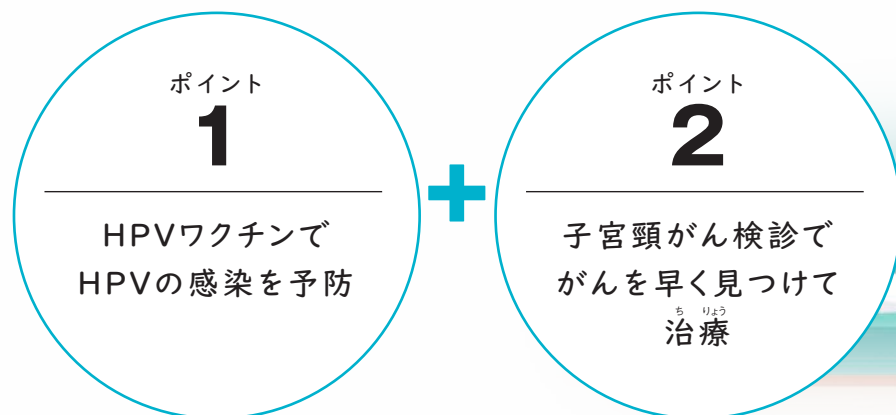 ポイント
1
HPVワクチンで
HPVの感染を予防
+
ポイント
2
子宮頸がん検診で
がんを早く見つけて
ち りょう
治療